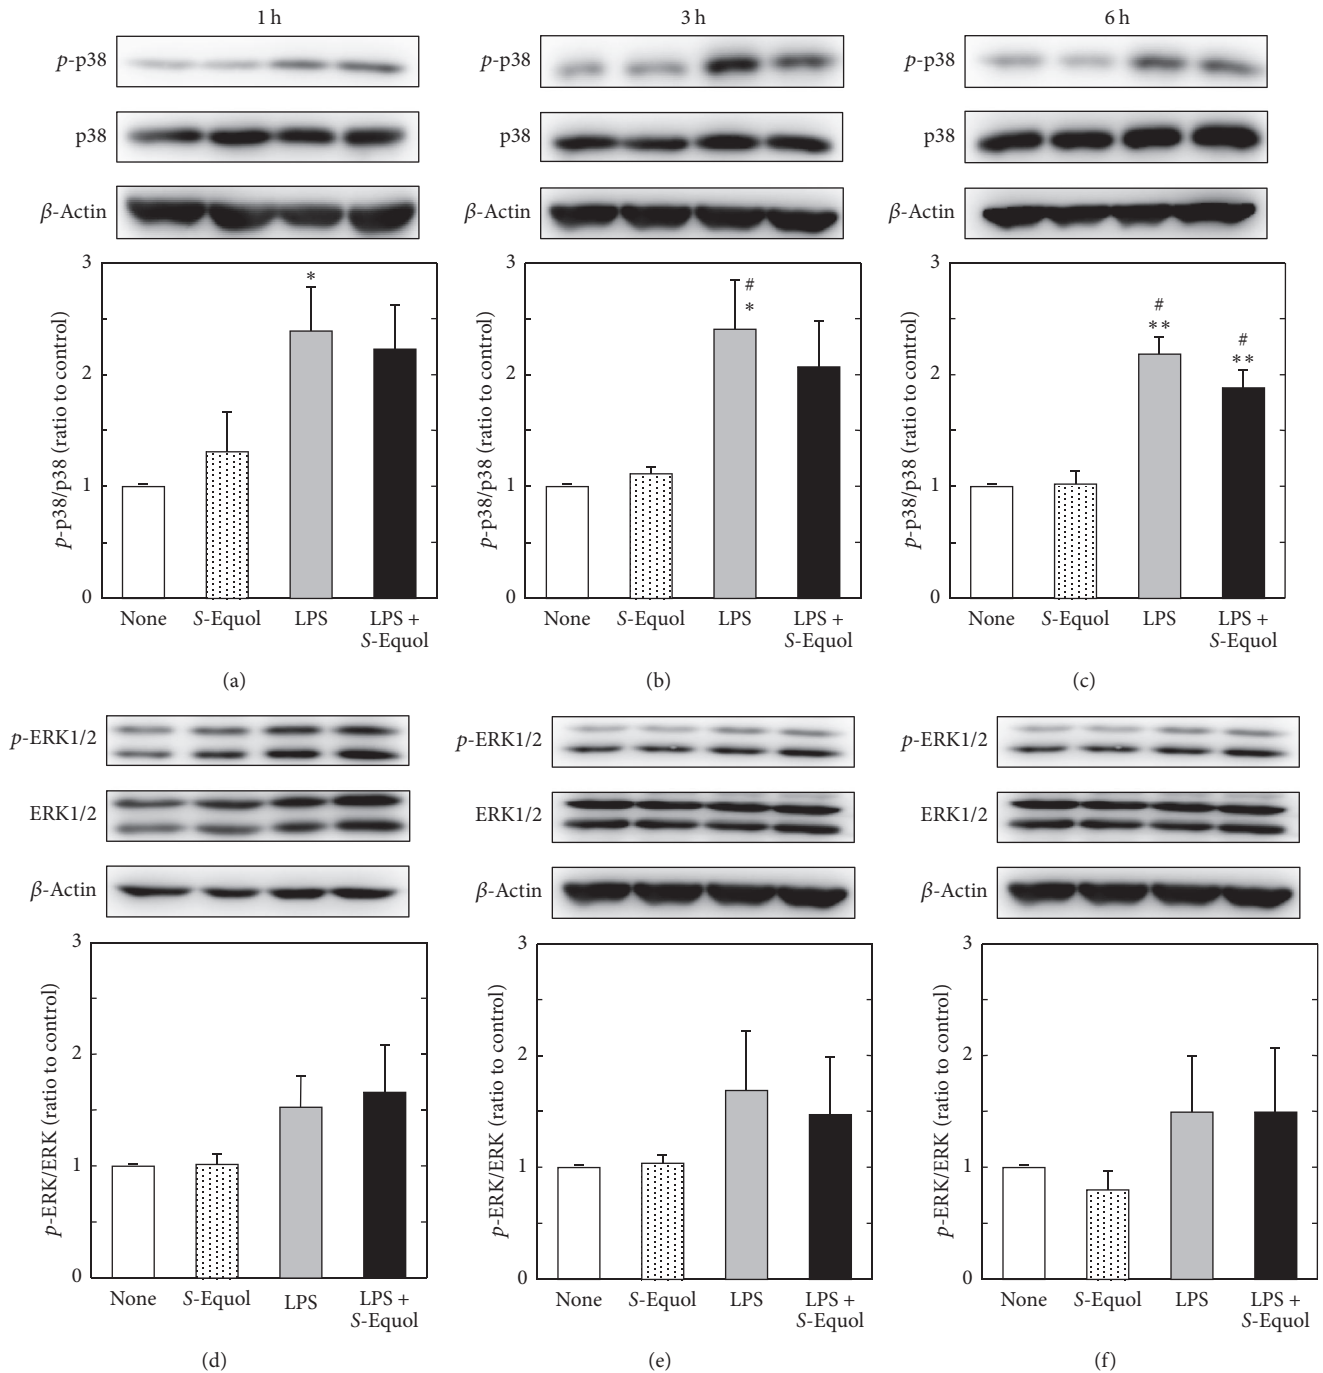 1 h
3 h
6 h
p-p38
p38
β-Actin
p-p38
p38
β-Actin
p-p38
p38
β-Actin
3
2
1
0
p-p38/p38 (ratio to control)
*
None
S-Equol
LPS
LPS +
S-Equol
(a)
3
2
1
0
p-p38/p38 (ratio to control)
#
*
None
S-Equol
LPS
LPS +
S-Equol
(b)
3
2
1
0
p-p38/p38 (ratio to control)
#
**
#
**
None
S-Equol
LPS
LPS +
S-Equol
(c)
p-ERK1/2
ERK1/2
β-Actin
p-ERK1/2
ERK1/2
β-Actin
p-ERK1/2
ERK1/2
β-Actin
3
2
1
0
p-ERK/ERK (ratio to control)
None
S-Equol
LPS
LPS +
S-Equol
(d)
3
2
1
0
p-ERK/ERK (ratio to control)
None
S-Equol
LPS
LPS +
S-Equol
(e)
3
2
1
0
p-ERK/ERK (ratio to control)
None
S-Equol
LPS
LPS +
S-Equol
(f)